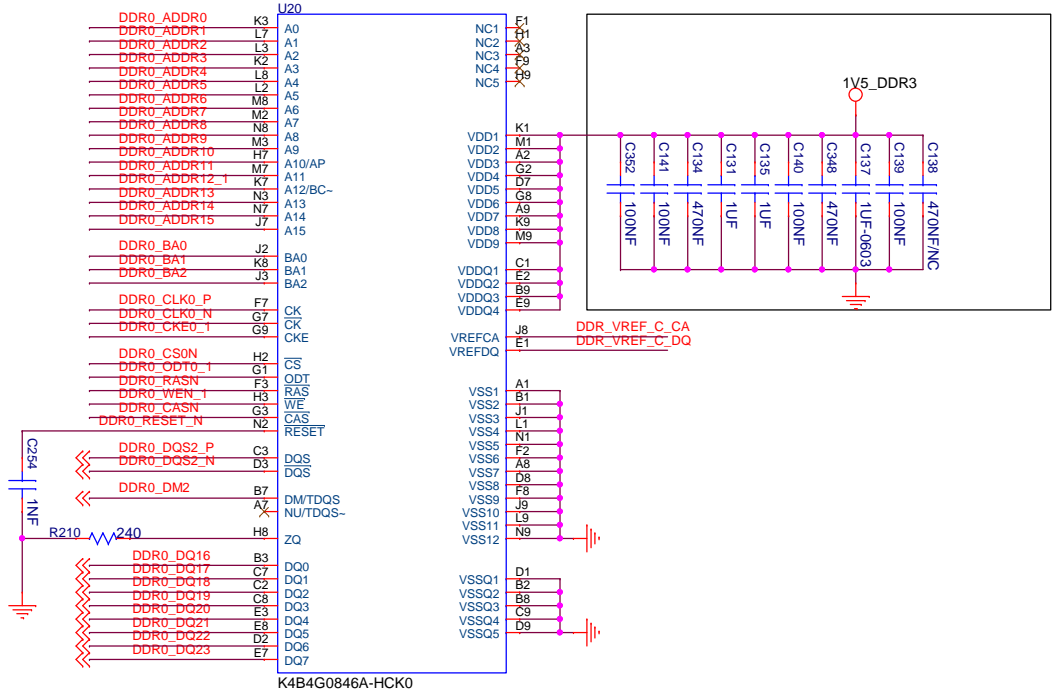 U20
DDR0_ADDR0 K3 A0
DDR0_ADDR1 L7 A1
DDR0_ADDR2 L3 A2
DDR0_ADDR3 K2 A3
DDR0_ADDR4 L8 A4
DDR0_ADDR5 L2 A5
DDR0_ADDR6 M8 A6
DDR0_ADDR7 M2 A7
DDR0_ADDR8 N8 A8
DDR0_ADDR9 M3 A9
DDR0_ADDR10 H7 A10/AP
DDR0_ADDR11 M7 A11
DDR0_ADDR12_1 K7 A12/BC~
DDR0_ADDR13 N3 A13
DDR0_ADDR14 N7 A14
DDR0_ADDR15 J7 A15
DDR0_BA0 J2 BA0
DDR0_BA1 K8 BA1
DDR0_BA2 J3 BA2
DDR0_CLK0_P F7 CK
DDR0_CLK0_N G7 CK
DDR0_CKE0_1 G9 CKE
DDR0_CS0N H2 CS
DDR0_ODT0_1 G1 ODT
DDR0_RASN F3 RAS
DDR0_WEN_1 H3 WE
DDR0_CASN G3 CAS
DDR0_RESET_N N2 RESET
DDR0_DQS2_P C3 DQS
DDR0_DQS2_N D3 DQS
DDR0_DM2 B7 DM/TDQS
A7 NU/TDQS~
C254
1NF
R210 240 H8 ZQ
DDR0_DQ16 B3 DQ0
DDR0_DQ17 C7 DQ1
DDR0_DQ18 C2 DQ2
DDR0_DQ19 C8 DQ3
DDR0_DQ20 E3 DQ4
DDR0_DQ21 E8 DQ5
DDR0_DQ22 D2 DQ6
DDR0_DQ23 E7 DQ7
K4B4G0846A-HCK0
NC1 F1
NC2 H1
NC3 A3
NC4 F9
NC5 H9
VDD1 K1
VDD2 M1
VDD3 A2
VDD4 G2
VDD5 D7
VDD6 G8
VDD7 A9
VDD8 K9
VDD9 M9
VDDQ1 C1
VDDQ2 E2
VDDQ3 B9
VDDQ4 E9
VREFCA J8 DDR_VREF_C_CA
VREFDQ E1 DDR_VREF_C_DQ
VSS1 A1
VSS2 B1
VSS3 J1
VSS4 L1
VSS5 N1
VSS6 F2
VSS7 A8
VSS8 D8
VSS9 F8
VSS10 J9
VSS11 L9
VSS12 N9
VSSQ1 D1
VSSQ2 B2
VSSQ3 B8
VSSQ4 C9
VSSQ5 D9
1V5_DDR3
C352 100NF
C141 100NF
C134 470NF
C131 1UF
C135 1UF
C140 100NF
C348 470NF
C137 1UF-0603
C139 100NF
C138 470NF/NC